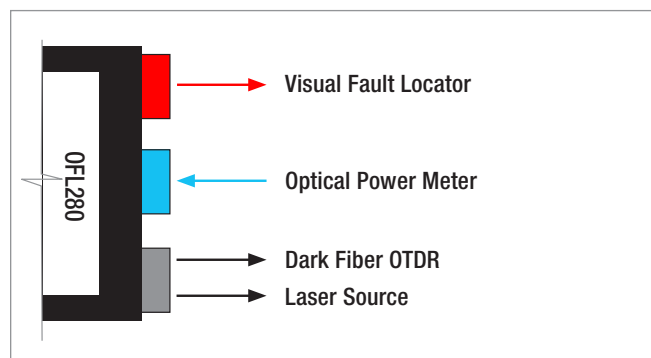 Visual Fault Locator
OFL280
Optical Power Meter
Dark Fiber OTDR
Laser Source